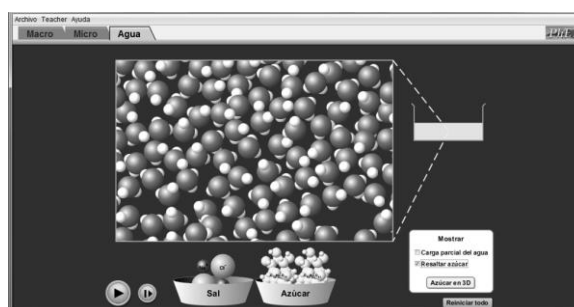 Archivo Teacher Ayuda
Macro Micro Agua
Mostrar
Carga parcial del agua
Resaltar azúcar
Azúcar en 3D
Sal Azúcar
Reiniciar todo